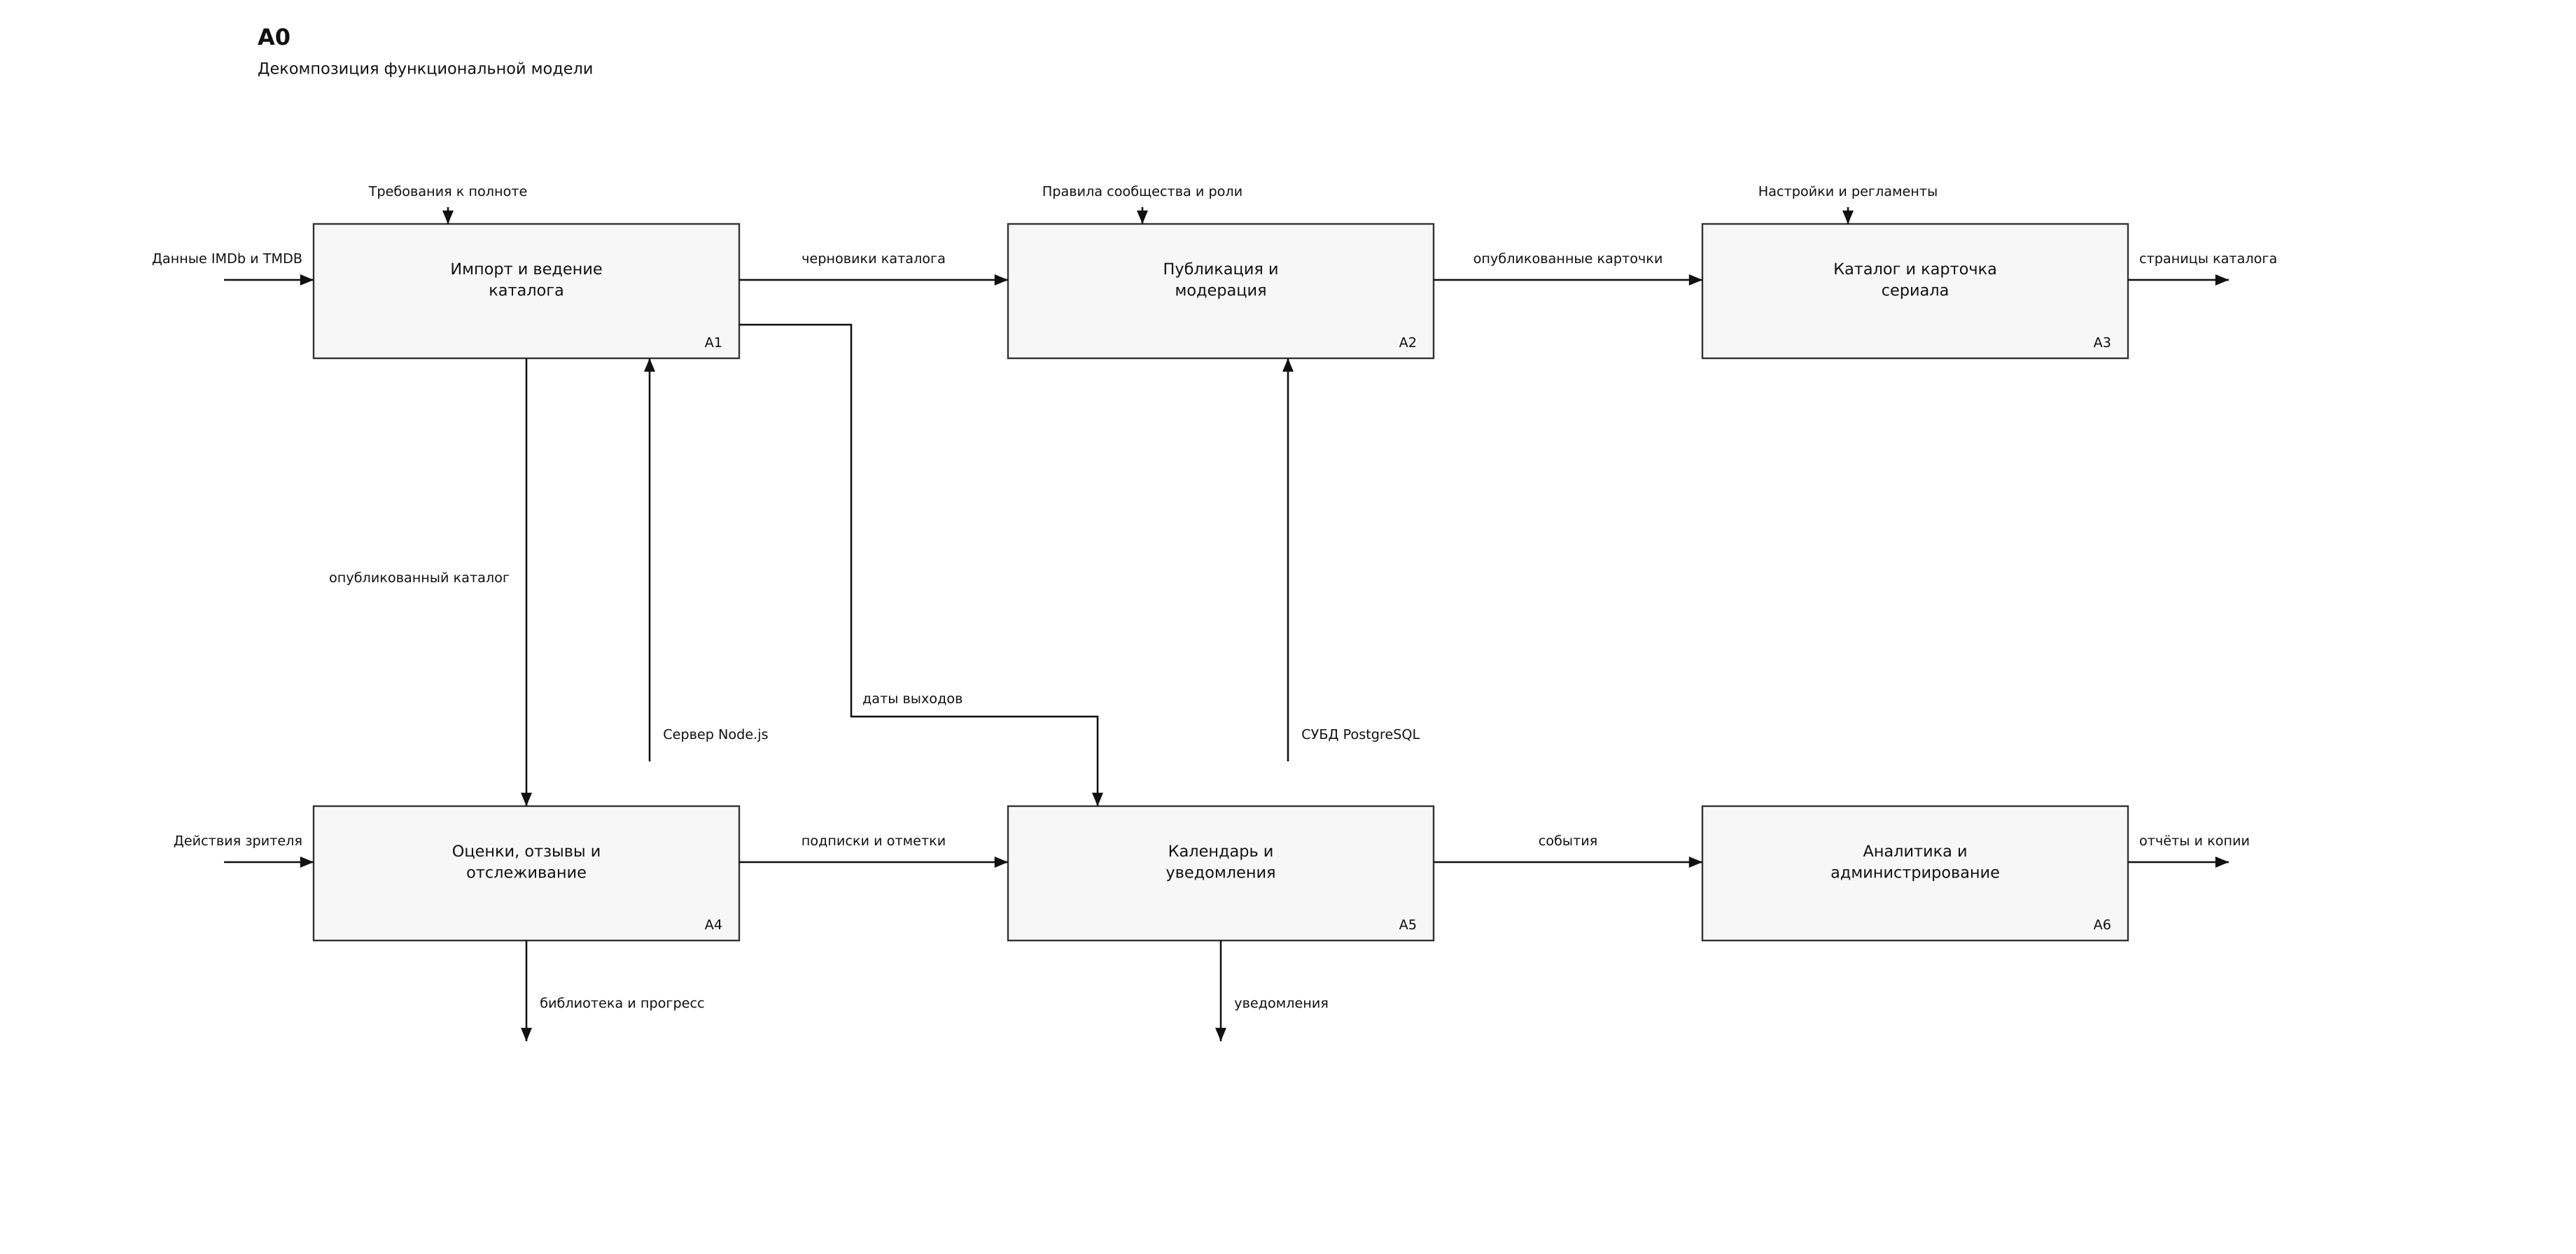 A0
Декомпозиция функциональной модели
Требования к полноте
Правила сообщества и роли
Настройки и регламенты
Данные IMDb и TMDB
Импорт и ведение
каталога
A1
черновики каталога
Публикация и
модерация
A2
опубликованные карточки
Каталог и карточка
сериала
A3
страницы каталога
опубликованный каталог
даты выходов
Сервер Node.js
СУБД PostgreSQL
Действия зрителя
Оценки, отзывы и
отслеживание
A4
подписки и отметки
Календарь и
уведомления
A5
события
Аналитика и
администрирование
A6
отчёты и копии
библиотека и прогресс
уведомления